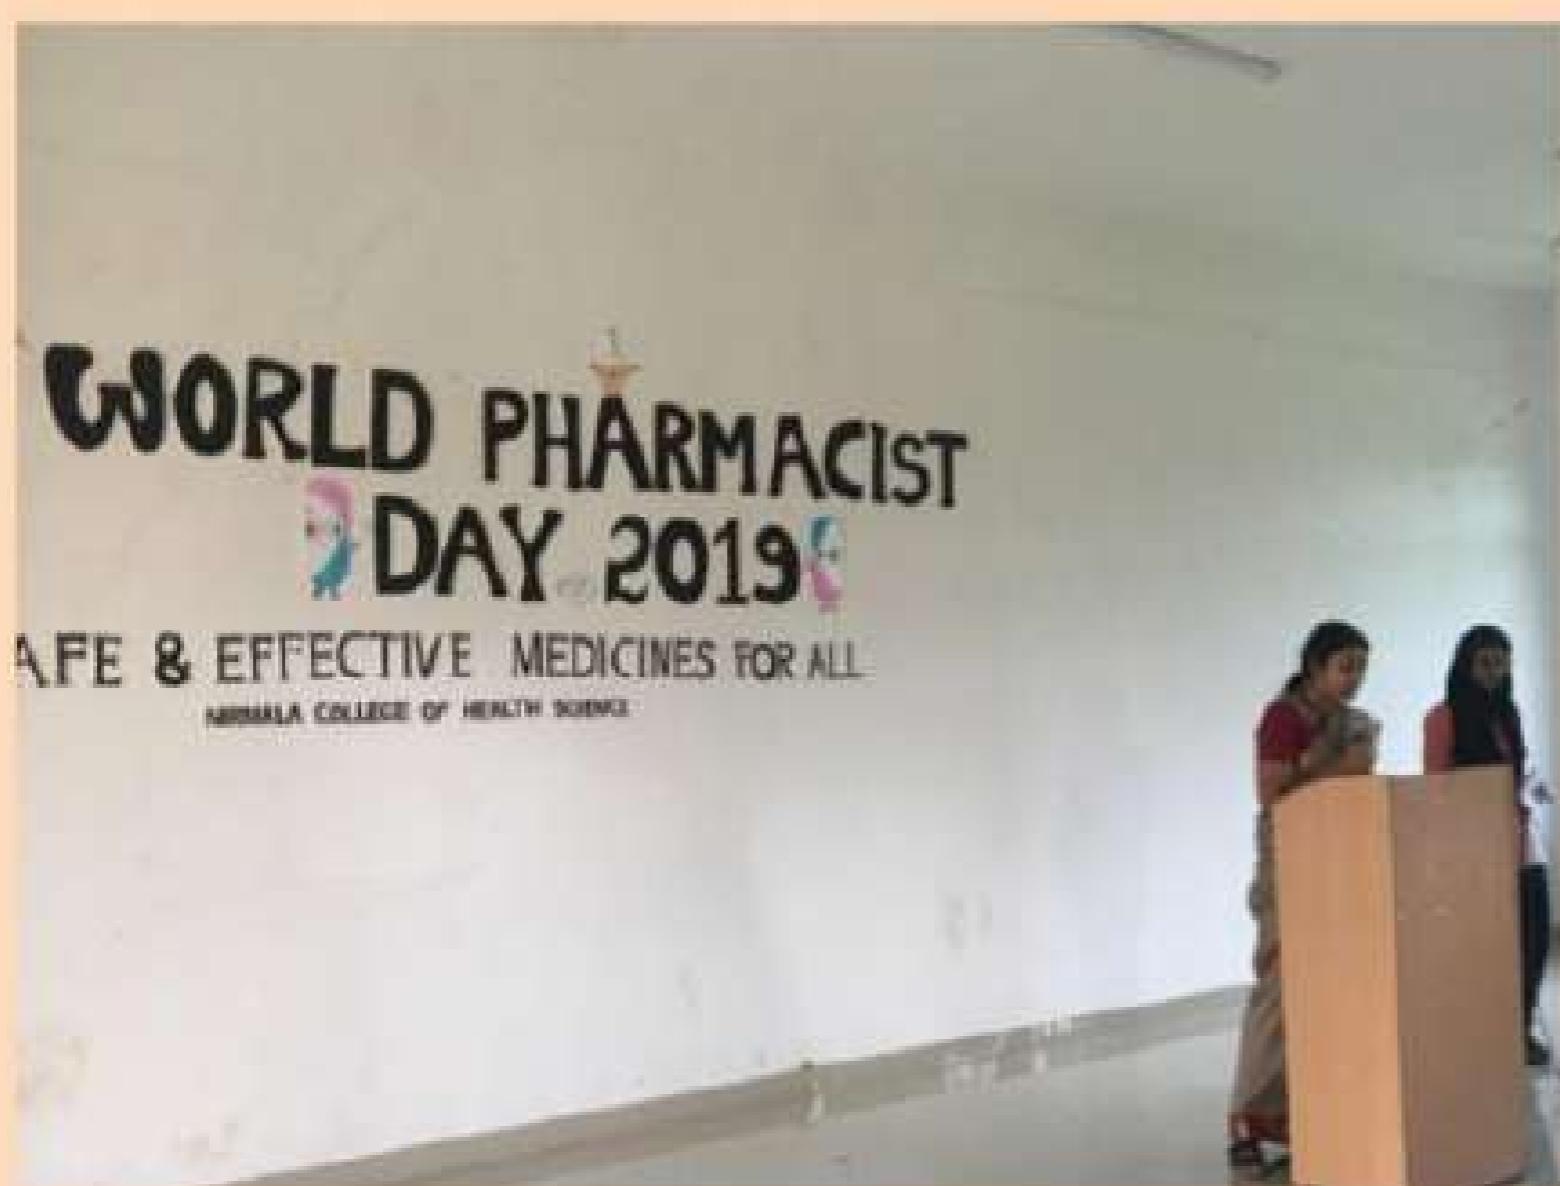 WORLD PHARMACIST
DAY 2019
AFE & EFFECTIVE MEDICINES FOR ALL
NIRMALA COLLEGE OF HEALTH SCIENCE